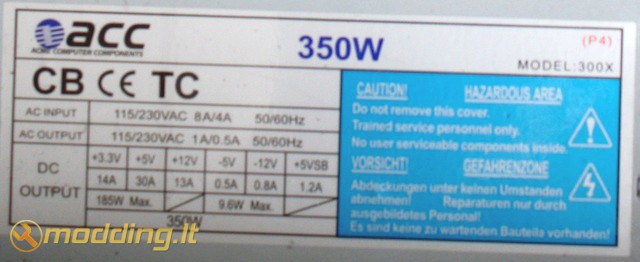 acc
ACME COMPUTER COMPONENTS
350W
(P4)
MODEL:300X
CB CE TC
AC INPUT 115/230VAC 8A/4A 50/60Hz
AC OUTPUT 115/230VAC 1A/0.5A 50/60Hz
DC OUTPUT
+3.3V +5V +12V -5V -12V +5VSB
14A 30A 13A 0.5A 0.8A 1.2A
185W Max. 9.6W Max.
350W
CAUTION! HAZARDOUS AREA
Do not remove this cover.
Trained service personnel only.
No user serviceable components inside.
VORSICHT! GEFAHRENZONE
Abdeckungen unter keinen Umständen
abnehmen! Reparaturen nur durch
ausgebildetes Personal!
Es sind keine zu wartenden Bauteila vorhanden!
modding.lt